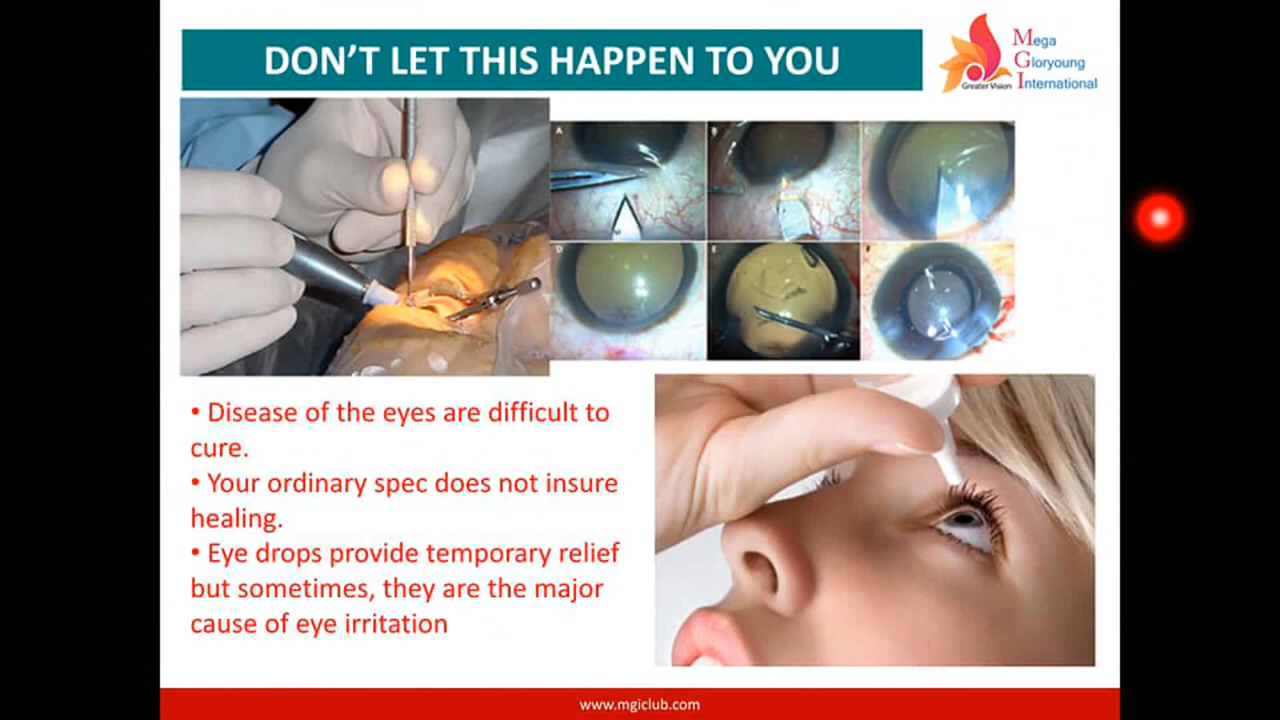 DON'T LET THIS HAPPEN TO YOU
Mega
Gloryoung
International
Greater Vision
A
B
C
D
E
F
• Disease of the eyes are difficult to
cure.
• Your ordinary spec does not insure
healing.
• Eye drops provide temporary relief
but sometimes, they are the major
cause of eye irritation
www.mgiclub.com